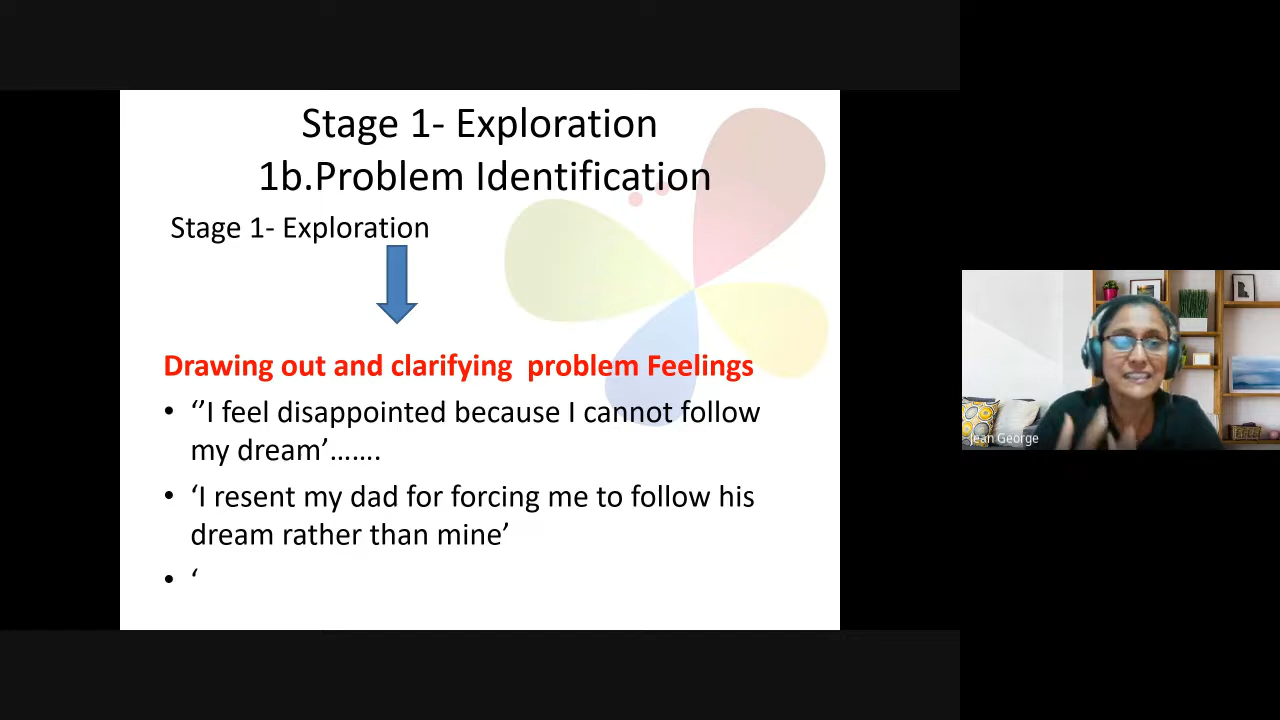 Stage 1- Exploration
1b.Problem Identification
Stage 1- Exploration
Drawing out and clarifying  problem Feelings
• ‘’I feel disappointed because I cannot follow
my dream’…….
• ‘I resent my dad for forcing me to follow his
dream rather than mine’
• ‘
Jean George